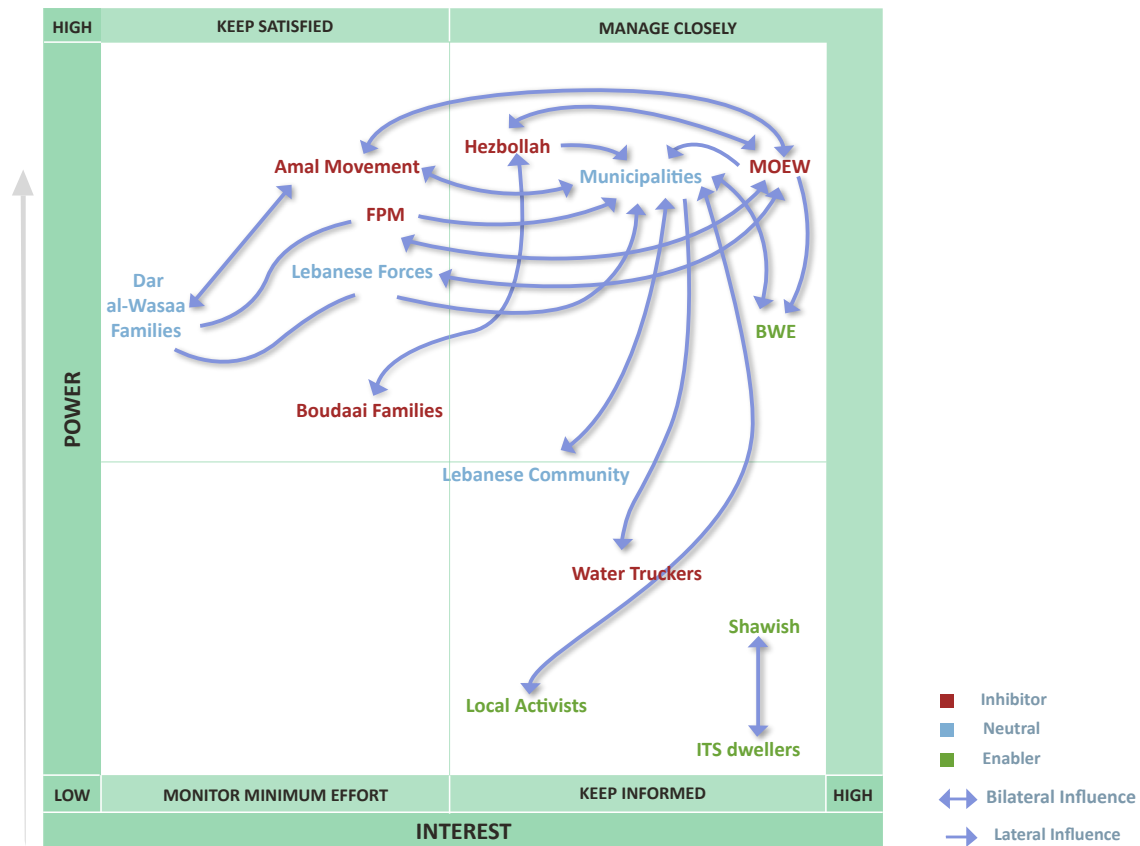 HIGH
KEEP SATISFIED
MANAGE CLOSELY
Hezbollah
Amal Movement
MOEW
Municipalities
FPM
Lebanese Forces
Dar
al-Wasaa
Families
BWE
POWER
Boudaai Families
Lebanese Community
Water Truckers
Shawish
Local Activists
ITS dwellers
LOW
MONITOR MINIMUM EFFORT
KEEP INFORMED
HIGH
INTEREST
Inhibitor
Neutral
Enabler
Bilateral Influence
Lateral Influence